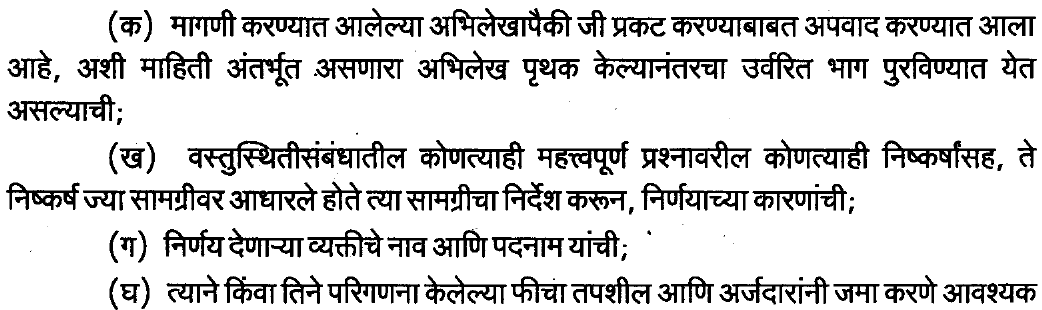 (क) मागणी करण्यात आलेल्या अभिलेखापैकी जी प्रकट करण्याबाबत अपवाद करण्यात आला
आहे, अशी माहिती अंतर्भूत असणारा अभिलेख पृथक केल्यानंतरचा उर्वरित भाग पुरविण्यात येत
असल्याची;
(ख) वस्तुस्थितीसंबंधातील कोणत्याही महत्त्वपूर्ण प्रश्नावरील कोणत्याही निष्कर्षांसह, ते
निष्कर्ष ज्या सामग्रीवर आधारले होते त्या सामग्रीचा निर्देश करून, निर्णयाच्या कारणांची;
(ग) निर्णय देणाऱ्या व्यक्तीचे नाव आणि पदनाम यांची;
(घ) त्याने किंवा तिने परिगणना केलेल्या फीचा तपशील आणि अर्जदारांनी जमा करणे आवश्यक